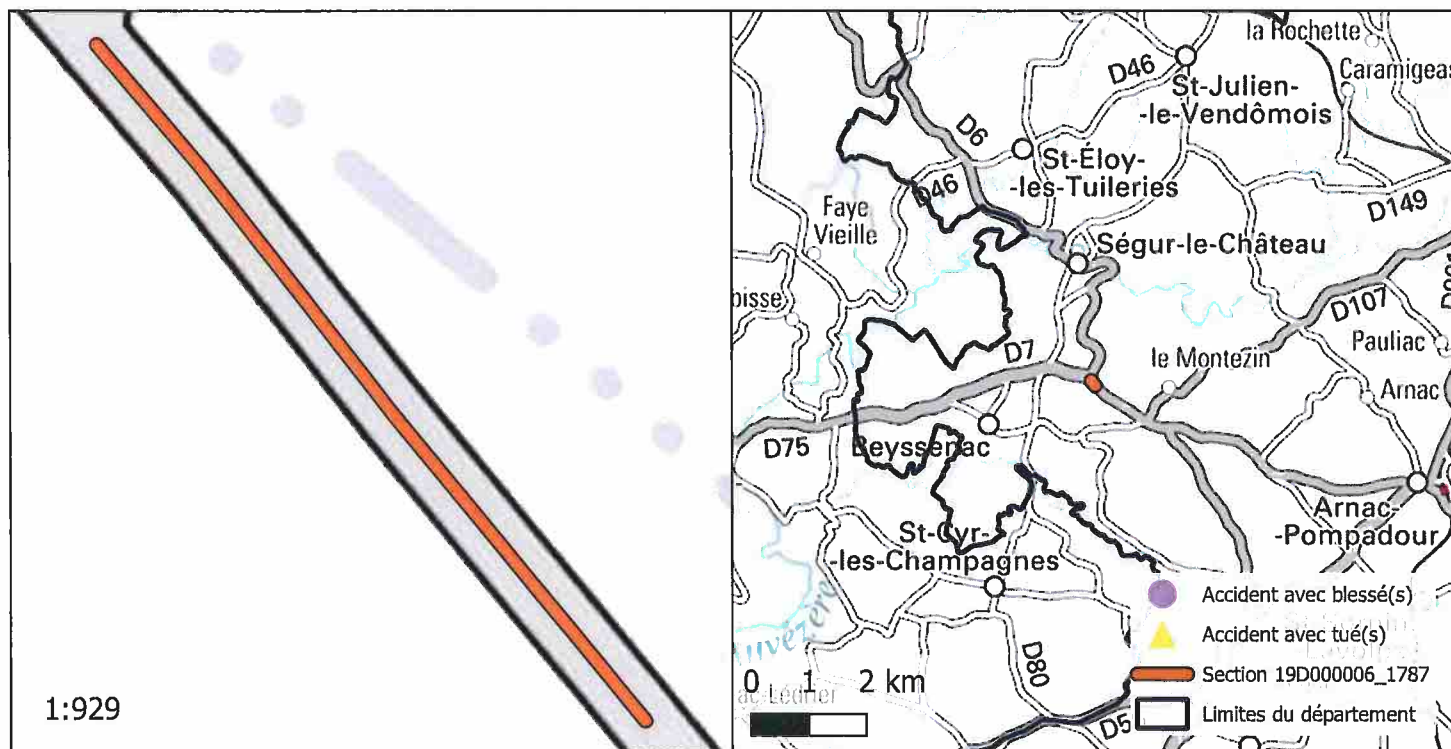 1:929
la Rochette
D46
Caramigeas
St-Julien-
-le-Vendômois
D6
St-Éloy-
-les-Tuileries
D46
D149
Faye
Vieille
Ségur-le-Château
D107
D7
Pauliac
le Montezin
Arnac
D75
Beyssenac
Arnac-
-Pompadour
St-Cyr-
-les-Champagnes
Auvézère
D80
D5
0 1 2 km
Accident avec blessé(s)
Accident avec tué(s)
Section 19D000006_1787
Limites du département